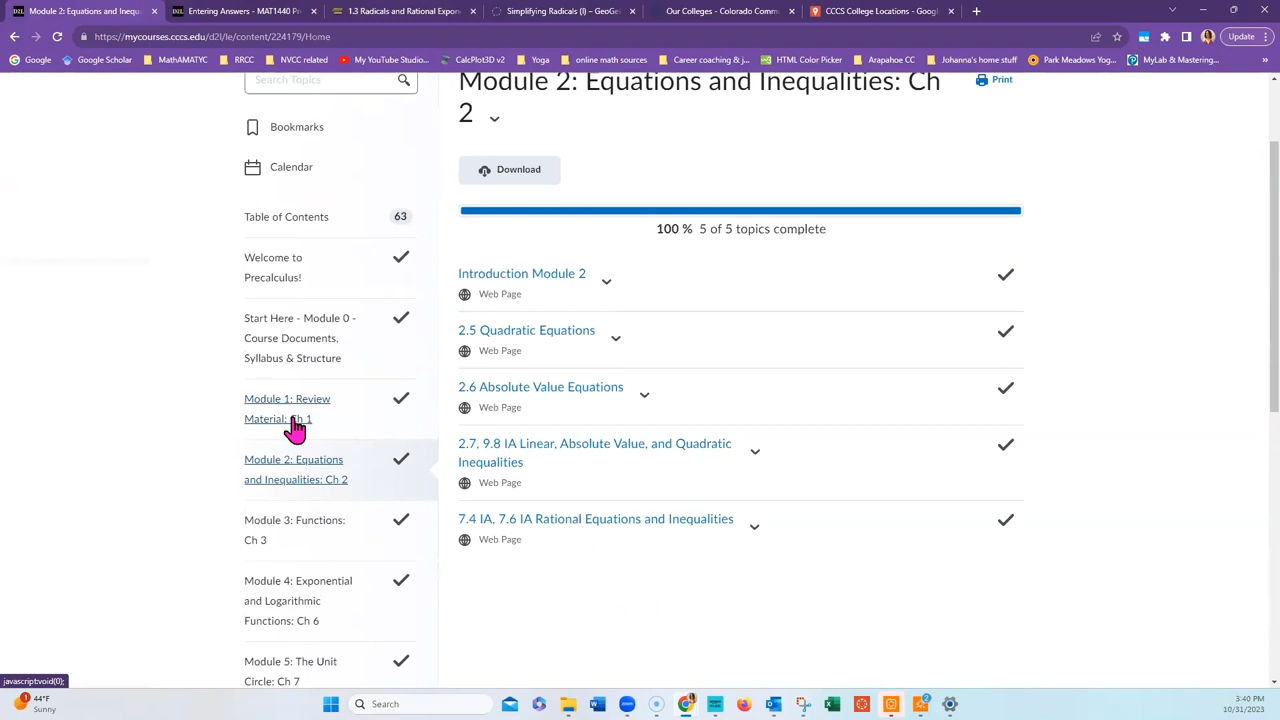 Module 2: Equations and Inequ
Entering Answers - MAT1440 Pr
1.3 Radicals and Rational Expon
Simplifying Radicals (I) – GeoGe
Our Colleges - Colorado Commu
CCCS College Locations - Googl
https://mycourses.cccs.edu/d2l/le/content/224179/Home
Update
Google
Google Scholar
MathAMATYC
RRCC
NVCC related
My YouTube Studio...
CalcPlot3D v2?...
Yoga
online math sources
Career coaching & j...
HTML Color Picker
Arapahoe CC
Johanna's homeste...
Park Meadows Yog...
MyLab & Mastering...
Search Topics
Bookmarks
Calendar
Table of Contents 63
Welcome to
Precalculus!
Start Here - Module 0 -
Course Documents,
Syllabus & Structure
Module 1: Review
Material: Ch 1
Module 2: Equations
and Inequalities: Ch 2
Module 3: Functions:
Ch 3
Module 4: Exponential
and Logarithmic
Functions: Ch 6
Module 5: The Unit
Circle: Ch 7
Module 2: Equations and Inequalities: Ch
2
Print
Download
100 % 5 of 5 topics complete
Introduction Module 2
Web Page
2.5 Quadratic Equations
Web Page
2.6 Absolute Value Equations
Web Page
2.7, 9.8 IA Linear, Absolute Value, and Quadratic
Inequalities
Web Page
7.4 IA, 7.6 IA Rational Equations and Inequalities
Web Page
javascript:void(0);
44°F
Sunny
Search
3:40 PM
10/31/2023